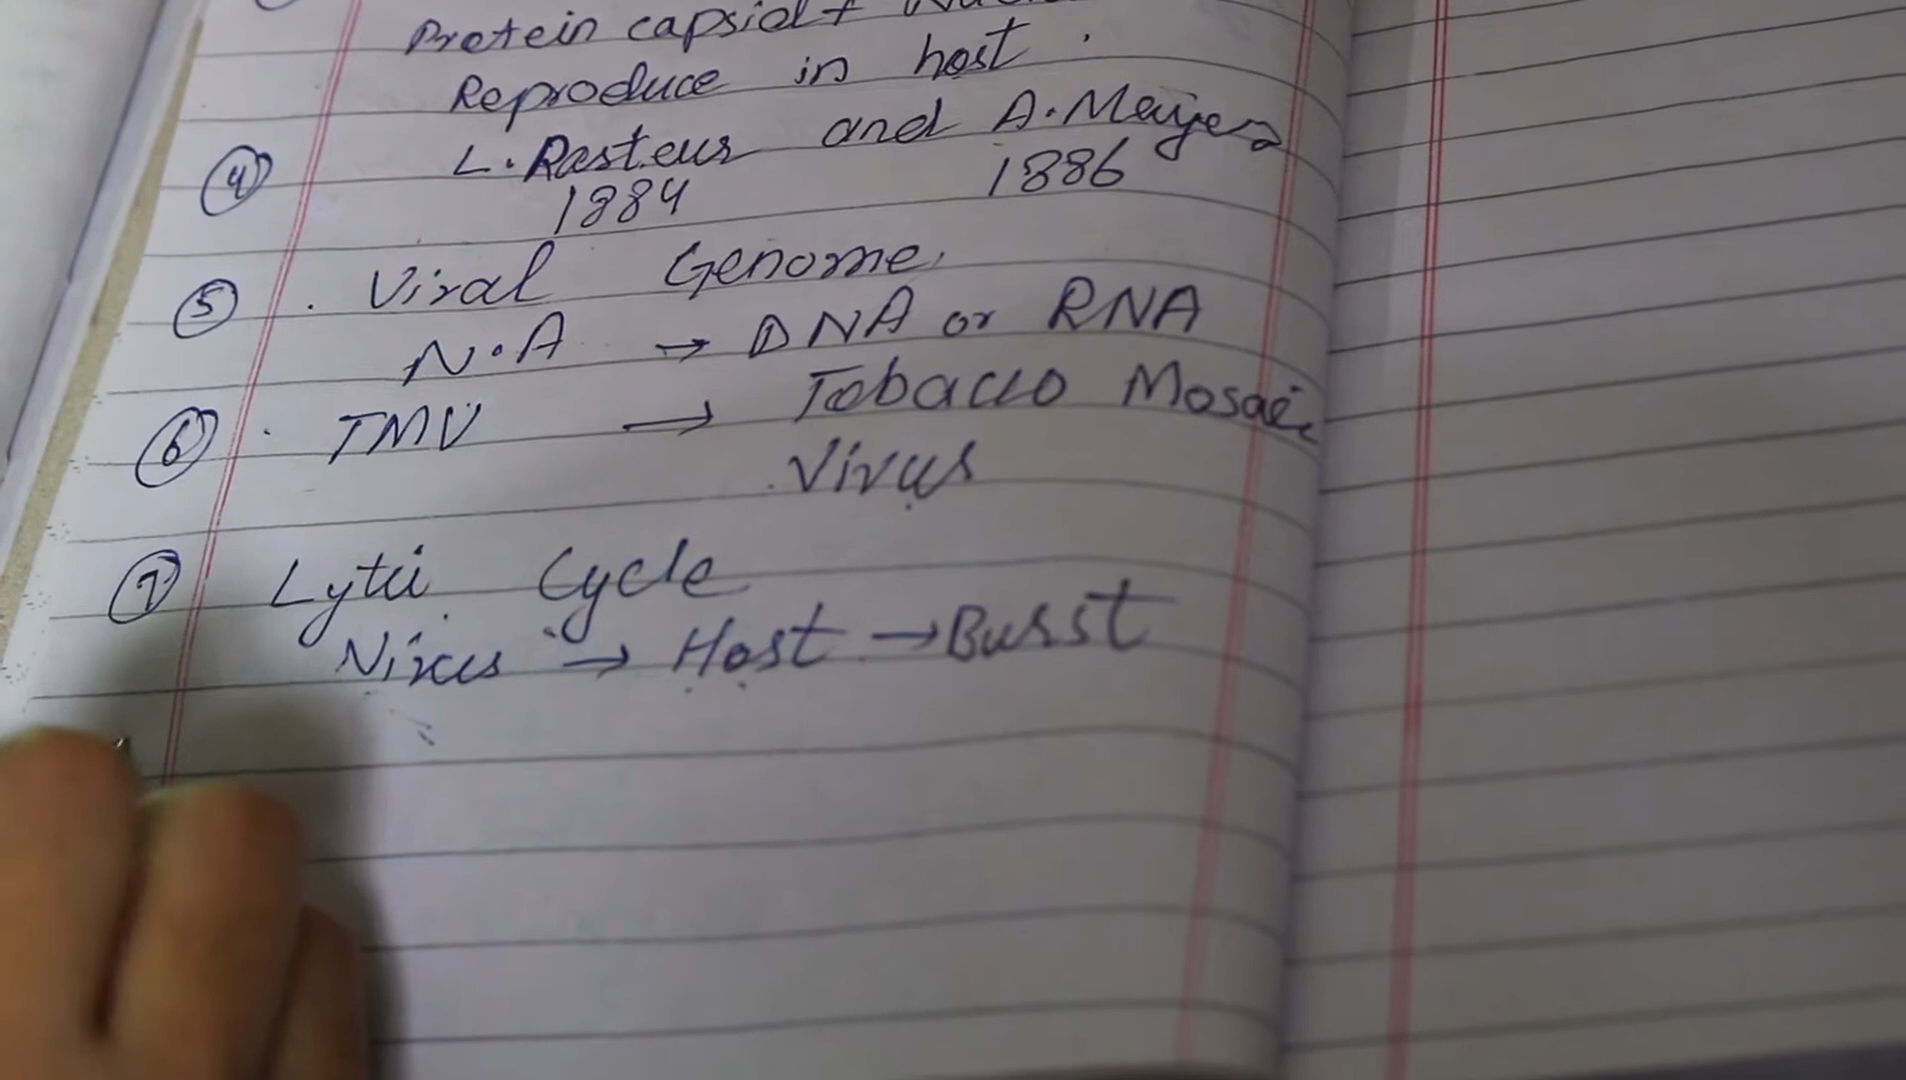 Protein capsid +
Reproduce in host.
④ L. Pasteur and A. Mayer
1884 1886
⑤ . Viral Genome
N.A → DNA or RNA
⑥ . TMV → Tobacco Mosaic
Virus
⑦ Lytic Cycle
Virus → Host → Burst